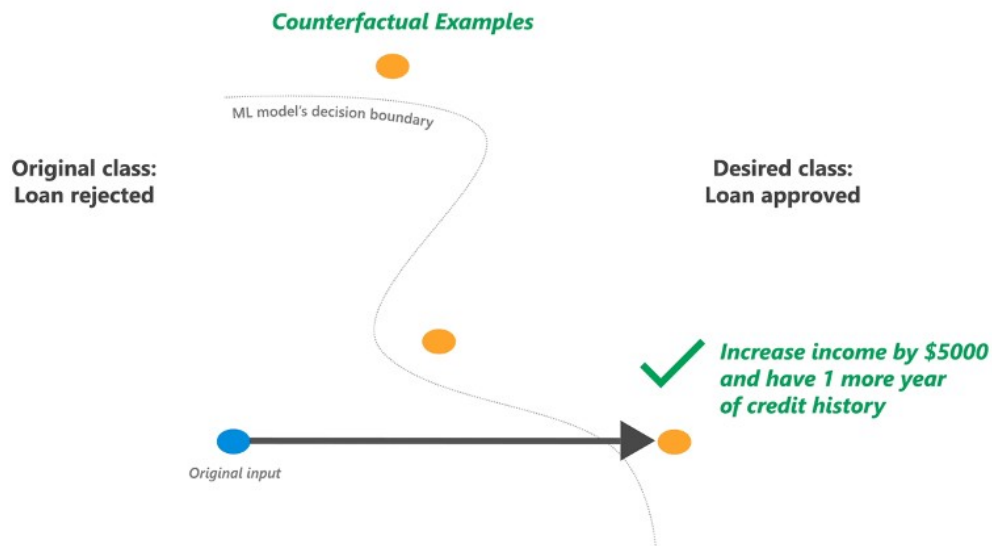 Counterfactual Examples
ML model's decision boundary
Original class:
Loan rejected
Desired class:
Loan approved
Increase income by $5000
and have 1 more year
of credit history
Original input